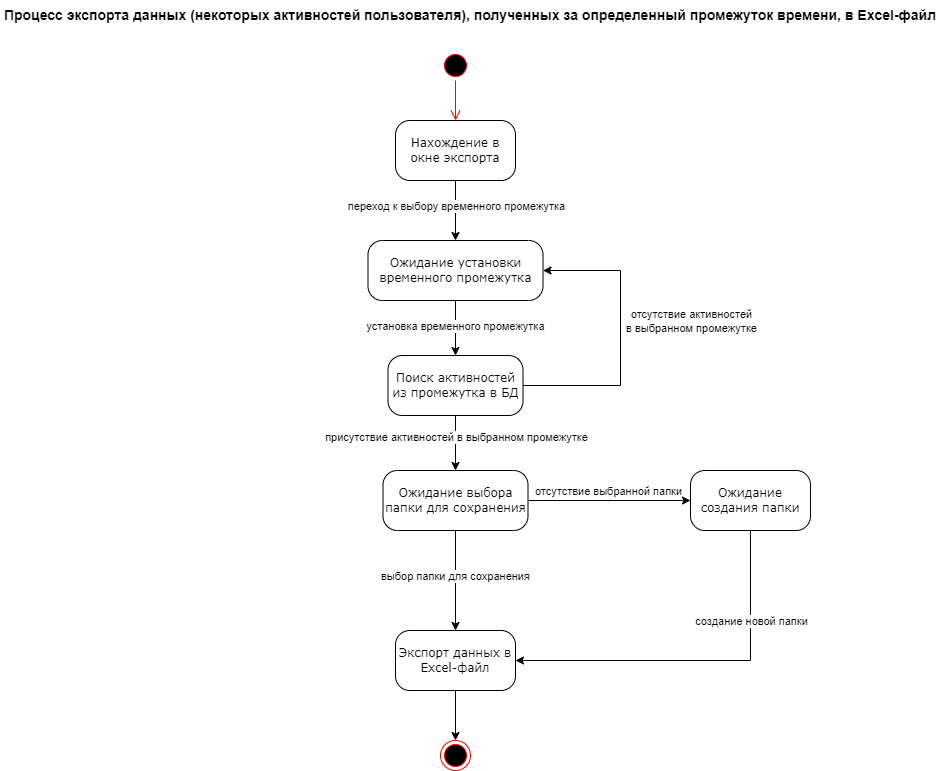 Процесс экспорта данных (некоторых активностей пользователя), полученных за определенный промежуток времени, в Excel-файл
Нахождение в
окне экспорта
переход к выбору временного промежутка
Ожидание установки
временного промежутка
установка временного промежутка
отсутствие активностей
в выбранном промежутке
Поиск активностей
из промежутка в БД
присутствие активностей в выбранном промежутке
Ожидание выбора
папки для сохранения
отсутствие выбранной папки
Ожидание
создания папки
выбор папки для сохранения
создание новой папки
Экспорт данных в
Excel-файл